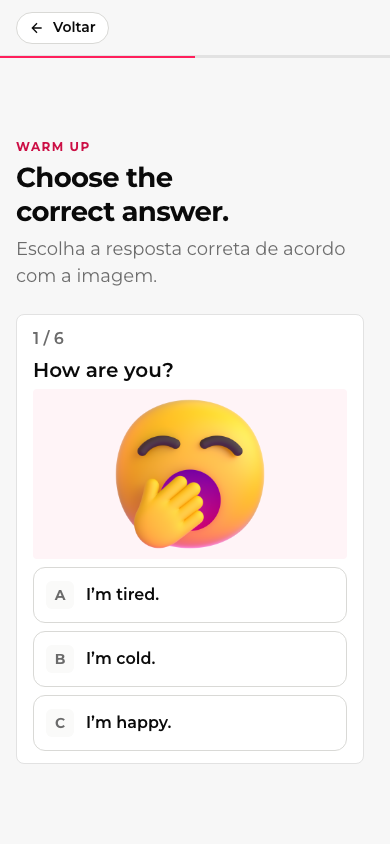 Voltar
WARM UP
Choose the
correct answer.
Escolha a resposta correta de acordo
com a imagem.
1 / 6
How are you?
A I’m tired.
B I’m cold.
C I’m happy.